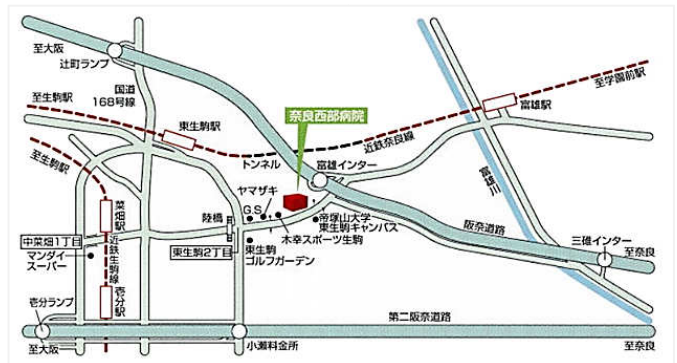 至大阪
辻町ランプ
国道
168号線
至生駒駅
東生駒駅
至生駒駅
奈良西部病院
至学園前駅
富雄駅
近鉄奈良線
トンネル
富雄インター
富雄川
ヤマザキ
G.S
陸橋
帝塚山大学
東生駒キャンパス
木幸スポーツ生駒
東生駒2丁目
東生駒
ゴルフガーデン
阪奈道路
三碓インター
至奈良
菜畑駅
中菜畑1丁目
マンダイ
スーパー
近鉄生駒線
壱分駅
壱分ランプ
至大阪
小瀬料金所
第二阪奈道路
至奈良